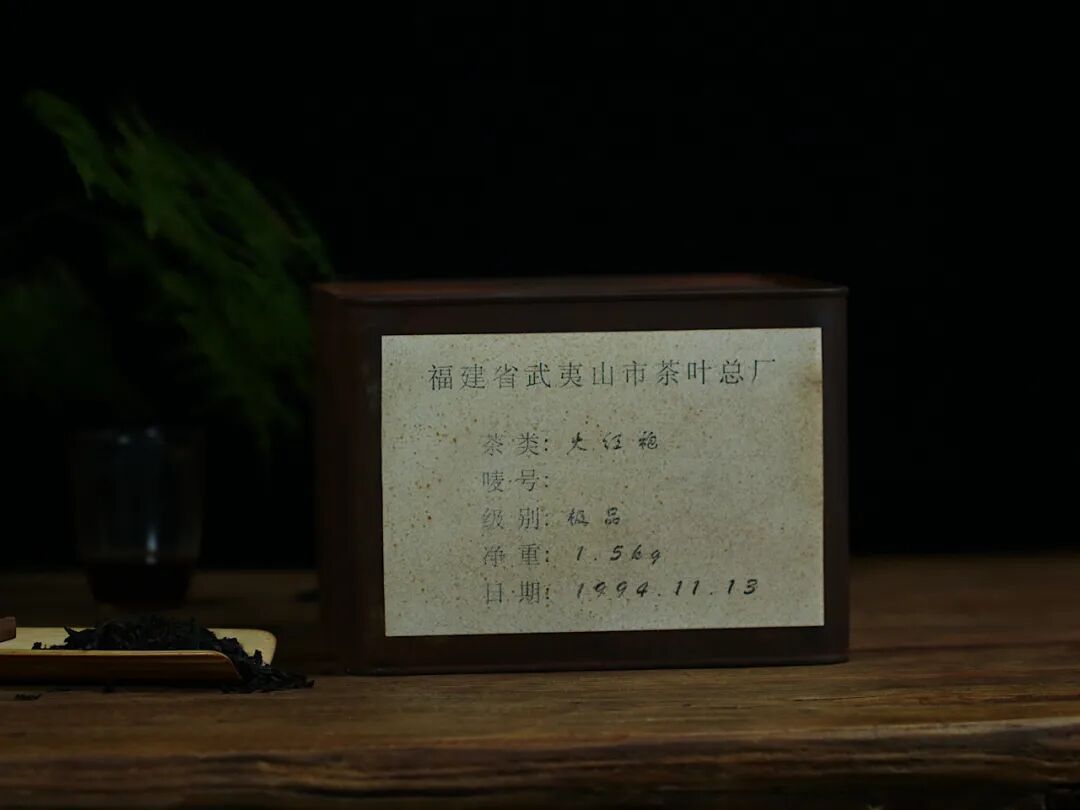 福建省武夷山市茶叶总厂
茶类: 大红袍
唛号:
级别: 极品
净重: 1.5kg
日期: 1994.11.13